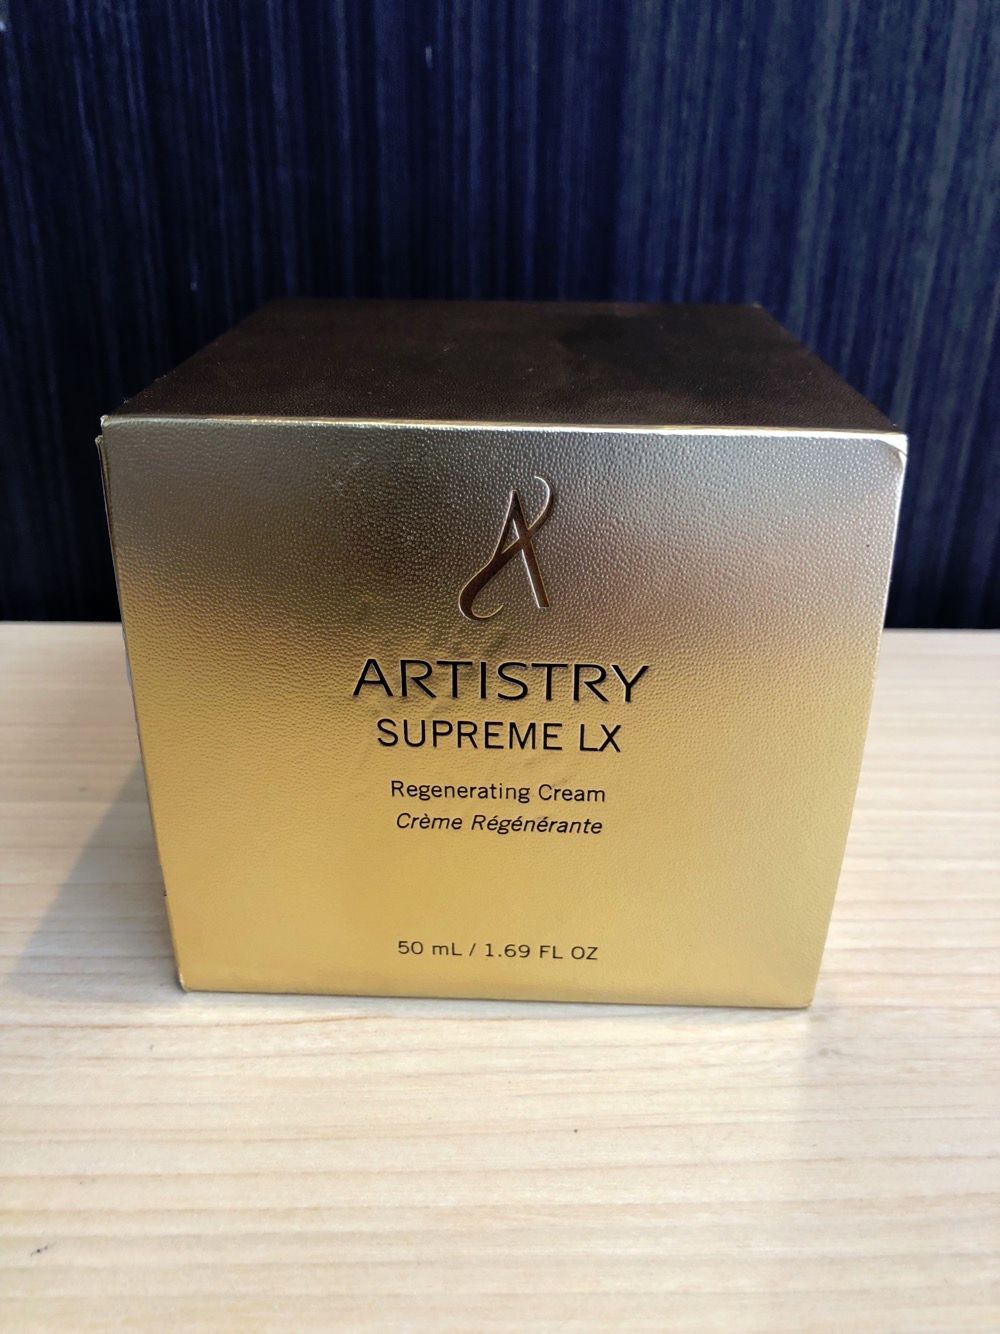 ARTISTRY
SUPREME LX
Regenerating Cream
Crème Régénérante
50 mL / 1.69 FL OZ